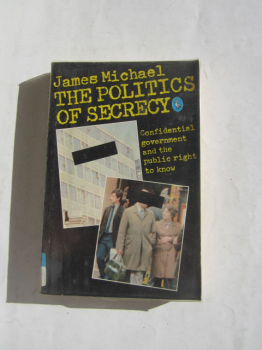 James Michael
THE POLITICS
OF SECRECY
Confidential
government
and the
public right
to know